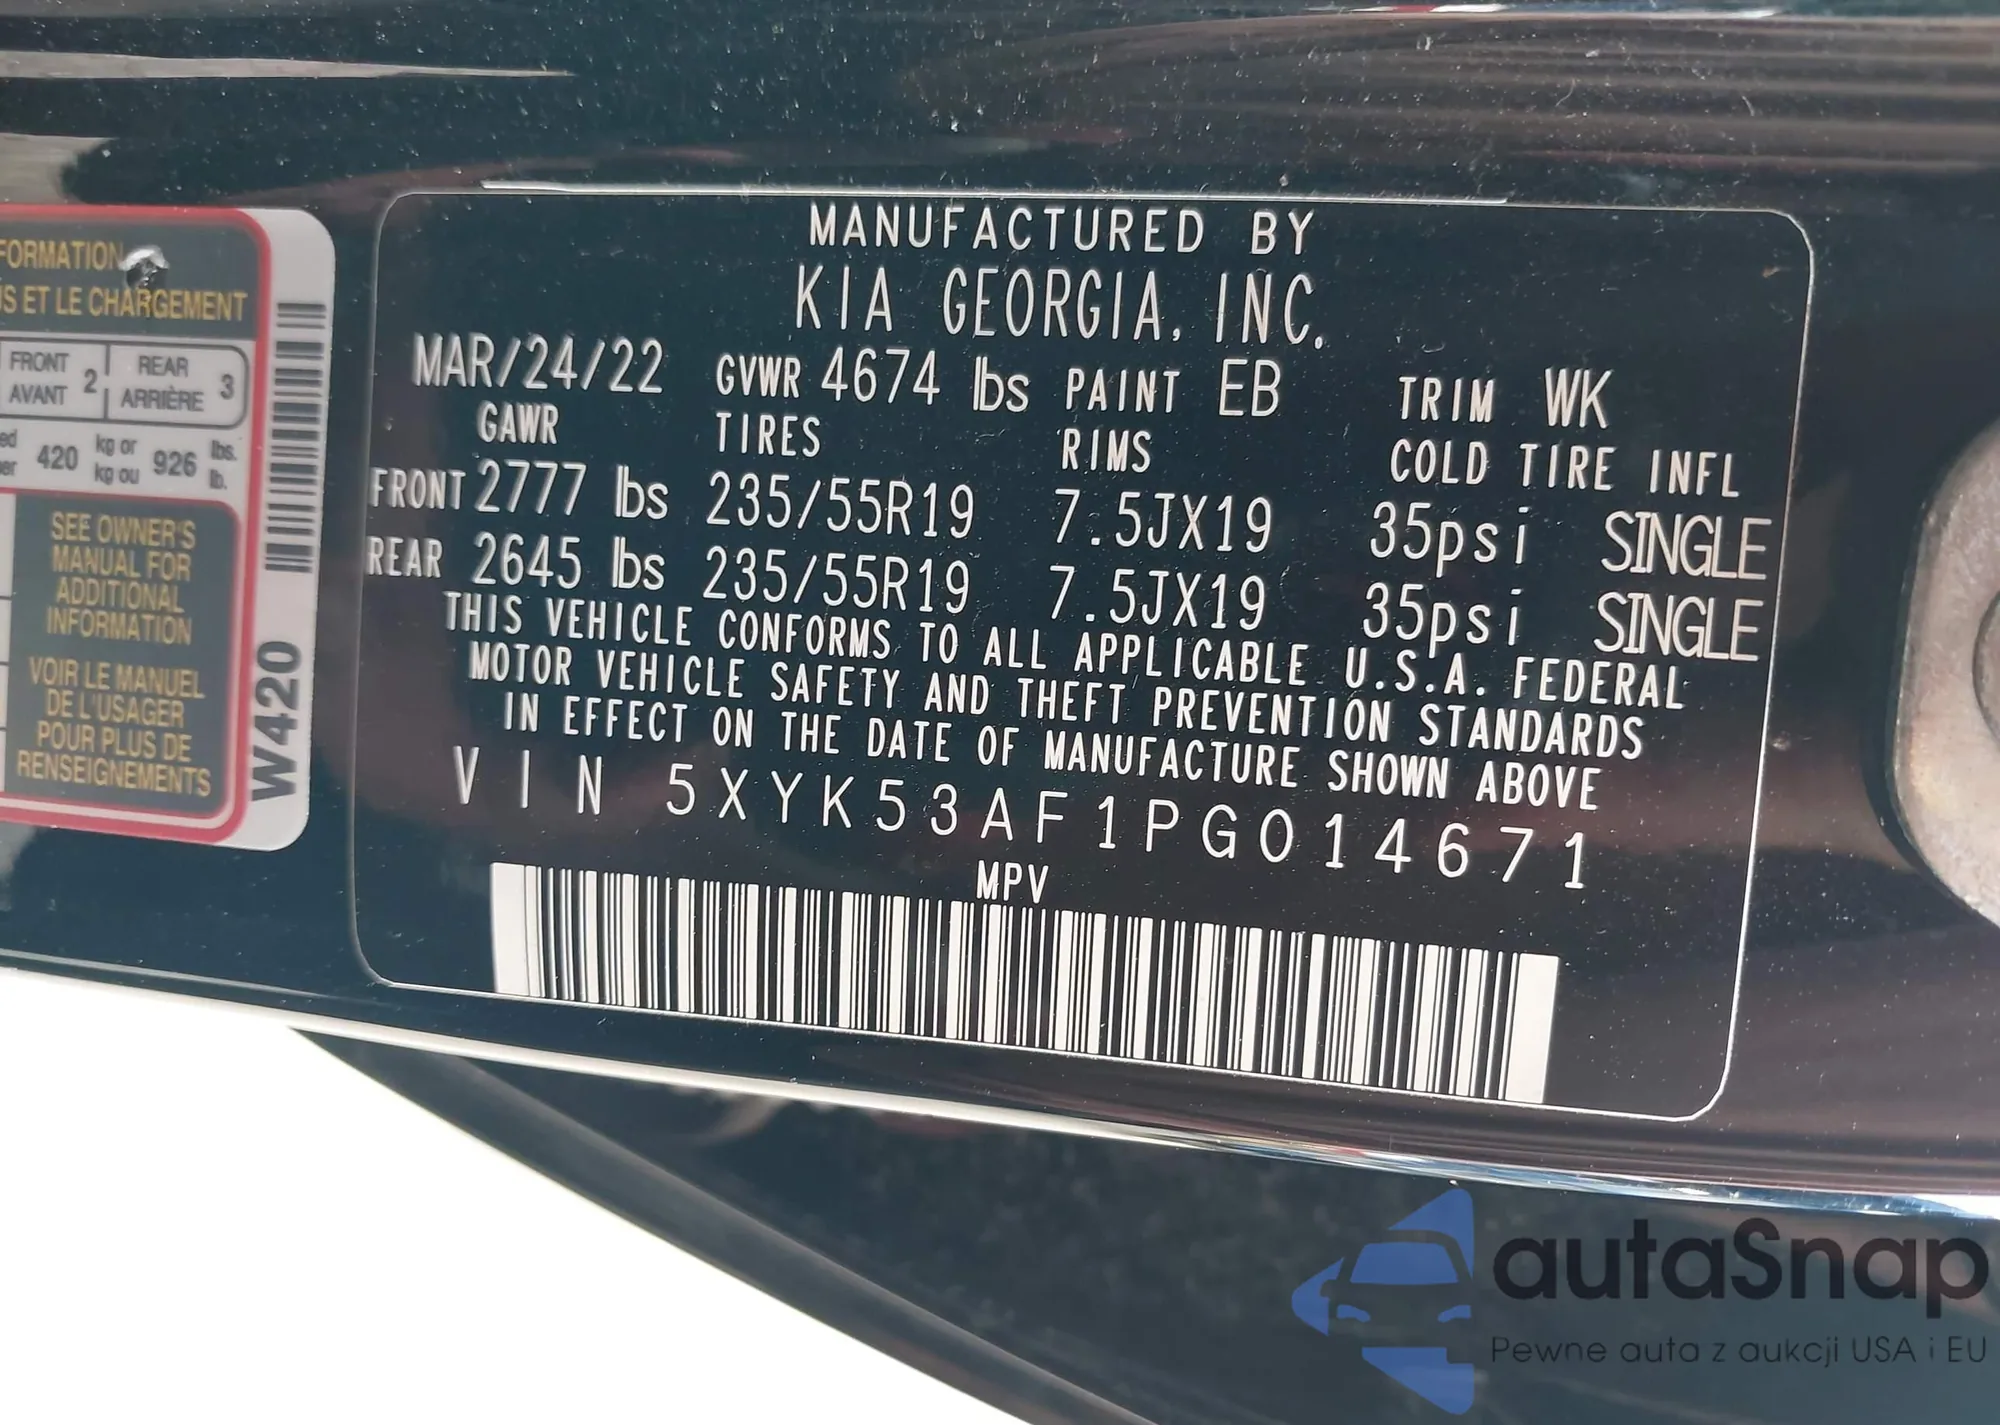 FORMATION
S ET LE CHARGEMENT
FRONT
AVANT 2
REAR
ARRIÈRE 3
420 kg or
kg ou 926 lbs.
lb.
SEE OWNER'S
MANUAL FOR
ADDITIONAL
INFORMATION
VOIR LE MANUEL
DE L'USAGER
POUR PLUS DE
RENSEIGNEMENTS
W420
MANUFACTURED BY
KIA GEORGIA, INC.
MAR/24/22 GVWR 4674 lbs PAINT EB TRIM WK
GAWR TIRES RIMS COLD TIRE INFL
FRONT 2777 lbs 235/55R19 7.5JX19 35psi SINGLE
REAR 2645 lbs 235/55R19 7.5JX19 35psi SINGLE
THIS VEHICLE CONFORMS TO ALL APPLICABLE U.S.A. FEDERAL
MOTOR VEHICLE SAFETY AND THEFT PREVENTION STANDARDS
IN EFFECT ON THE DATE OF MANUFACTURE SHOWN ABOVE
VIN 5XYK53AF1PG014671
MPV
autaSnap
Pewne auta z aukcji USA i EU